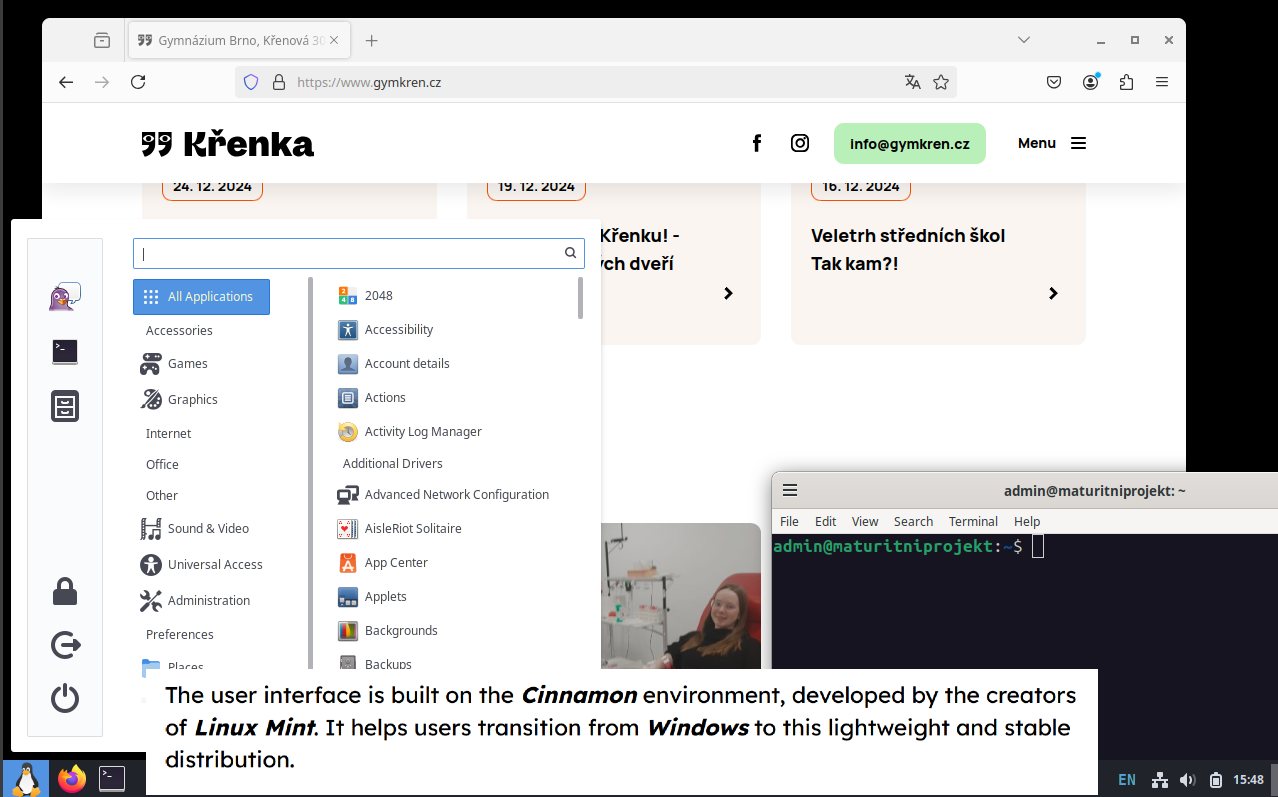 Gymnázium Brno, Křenová 30
https://www.gymkren.cz
Křenka
info@gymkren.cz
Menu
24. 12. 2024
19. 12. 2024
16. 12. 2024
Křenku! -
ých dveří
Veletrh středních škol
Tak kam?!
All Applications
Accessories
Games
Graphics
Internet
Office
Other
Sound & Video
Universal Access
Administration
Preferences
Places
2048
Accessibility
Account details
Actions
Activity Log Manager
Additional Drivers
Advanced Network Configuration
AisleRiot Solitaire
App Center
Applets
Backgrounds
Backups
admin@maturitniprojekt: ~
File Edit View Search Terminal Help
admin@maturitniprojekt:~$
The user interface is built on the Cinnamon environment, developed by the creators
of Linux Mint. It helps users transition from Windows to this lightweight and stable
distribution.
EN
15:48